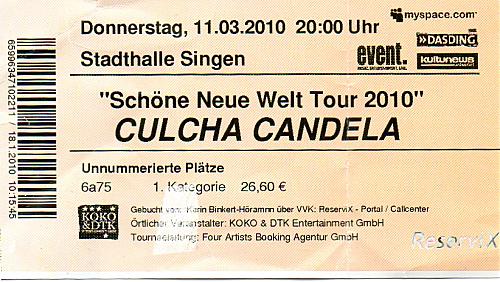 Donnerstag, 11.03.2010 20:00 Uhr
myspace.com
Stadthalle Singen
event.
DASDING
kulturnews
"Schöne Neue Welt Tour 2010"
CULCHA CANDELA
Unnummerierte Plätze
6a75 1. Kategorie 26,60 €
Gebucht von: Karin Binkert-Höramnn über VVK: ReserviX - Portal / Callcenter
Örtlicher Veranstalter: KOKO & DTK Entertainment GmbH
Tourneeleitung: Four Artists Booking Agentur GmbH
KOKO
&DTK
ReserviX
65996347102211 18.1.2010 10:15:45